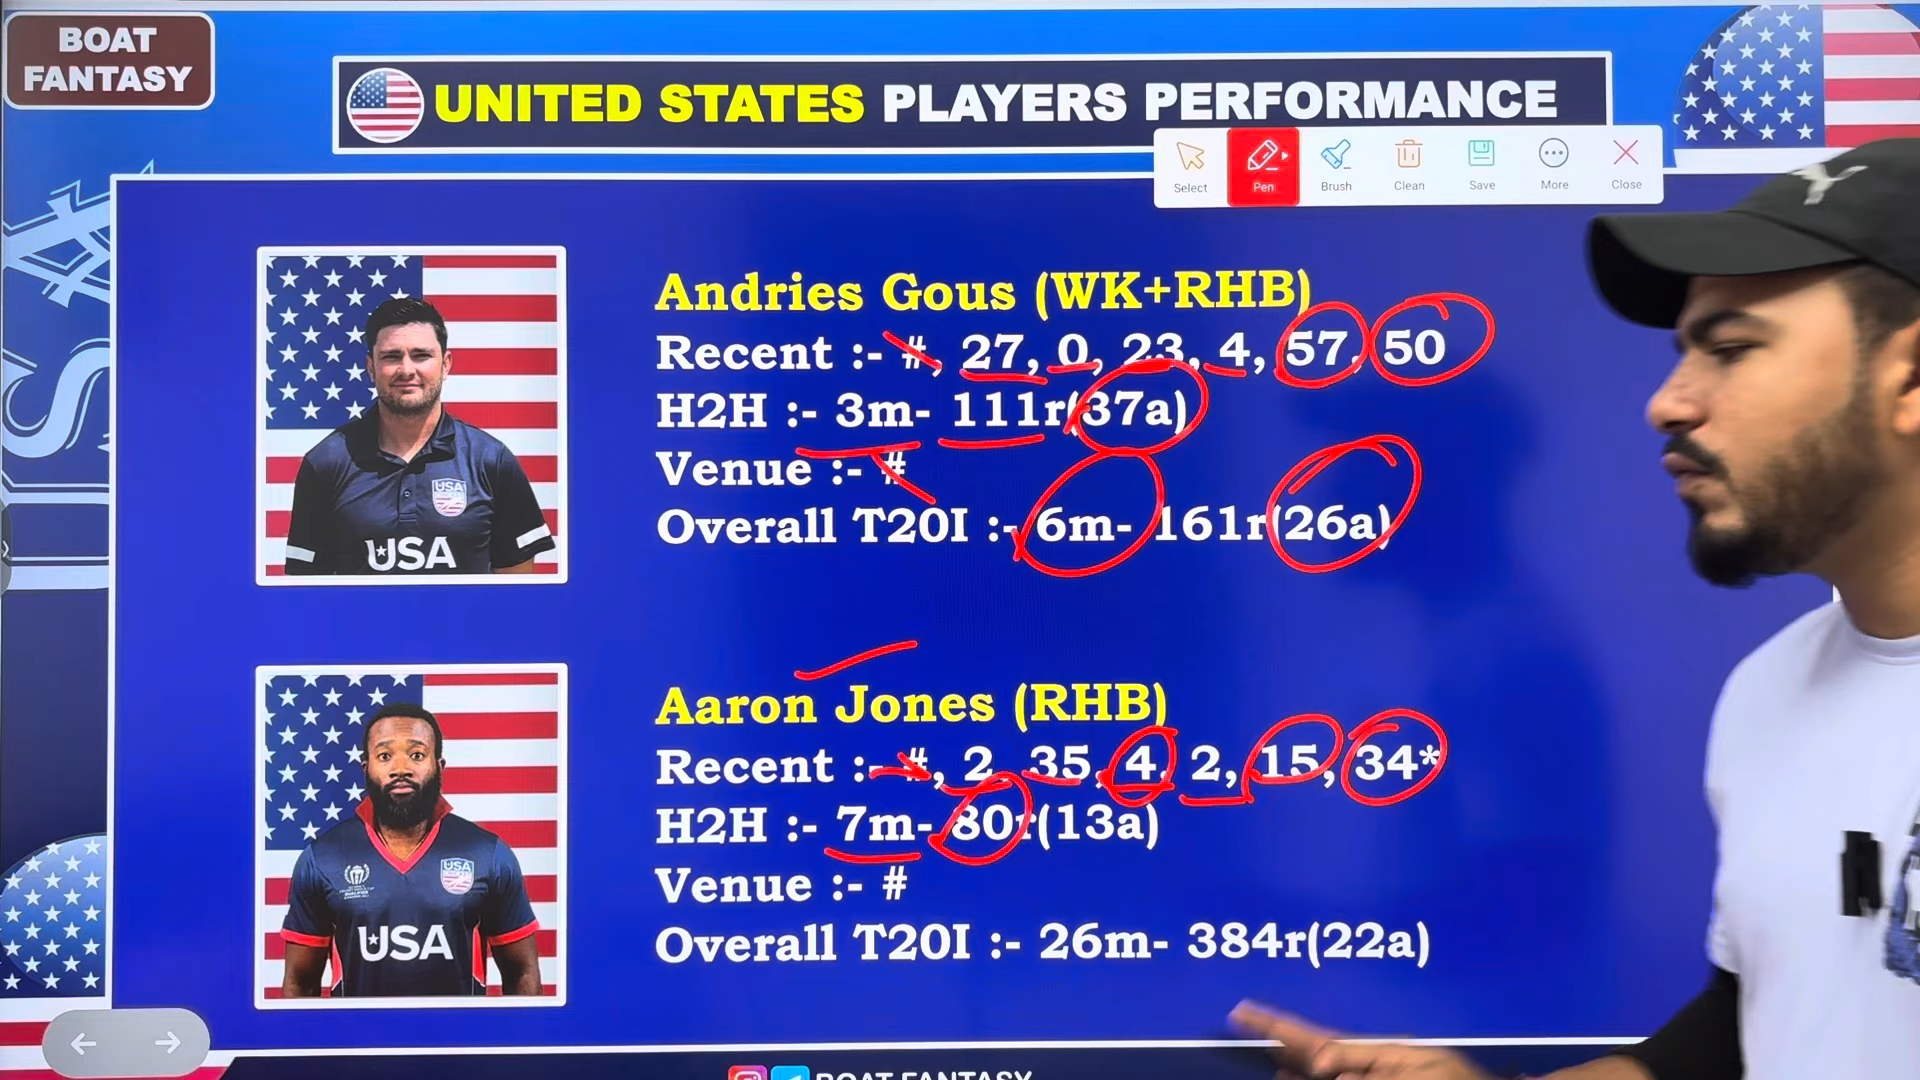 BOAT
FANTASY
UNITED STATES PLAYERS PERFORMANCE
Select
Pen
Brush
Clean
Save
More
Close
Andries Gous (WK+RHB)
Recent :- #, 27, 0, 23, 4, 57, 50
H2H :- 3m- 111r(37a)
Venue :- #
Overall T20I :- 6m- 161r(26a)
USA
USA
Aaron Jones (RHB)
Recent :- #, 2, 35, 4, 2, 15, 34*
H2H :- 7m- 80r(13a)
Venue :- #
Overall T20I :- 26m- 384r(22a)
USA
USA
BOAT FANTASY